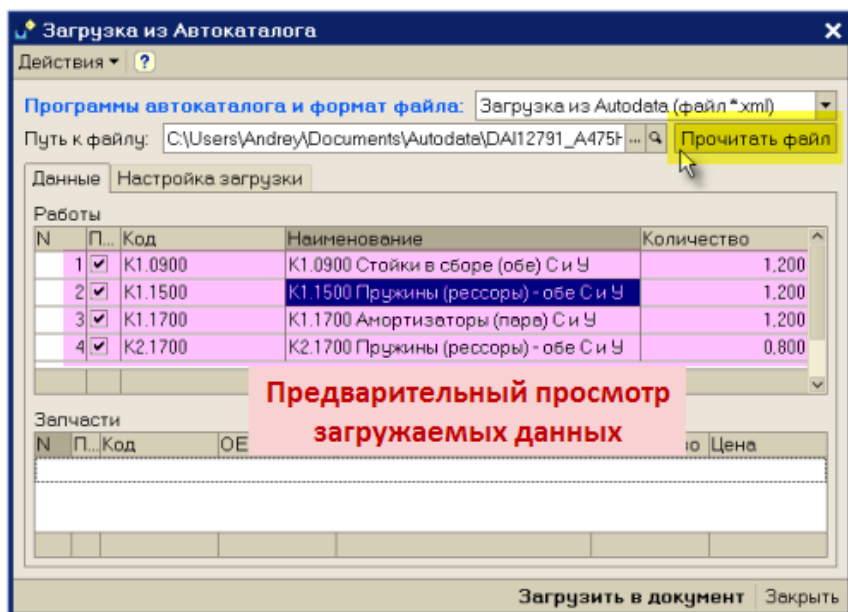 Загрузка из Автокаталога
Действия ?
Программы автокаталога и формат файла: Загрузка из Autodata (файл *.xml)
Путь к файлу: C:\Users\Andrey\Documents\Autodata\DAI12791_A475H ... Прочитать файл
Данные Настройка загрузки
Работы
N П... Код Наименование Количество
1 K1.0900 K1.0900 Стойки в сборе (обе) С и У 1,200
2 K1.1500 K1.1500 Пружины (рессоры) - обе С и У 1,200
3 K1.1700 K1.1700 Амортизаторы (пара) С и У 1,200
4 K2.1700 K2.1700 Пружины (рессоры) - обе С и У 0,800
Предварительный просмотр
загружаемых данных
Запчасти
N П... Код OE во Цена
Загрузить в документ Закрыть